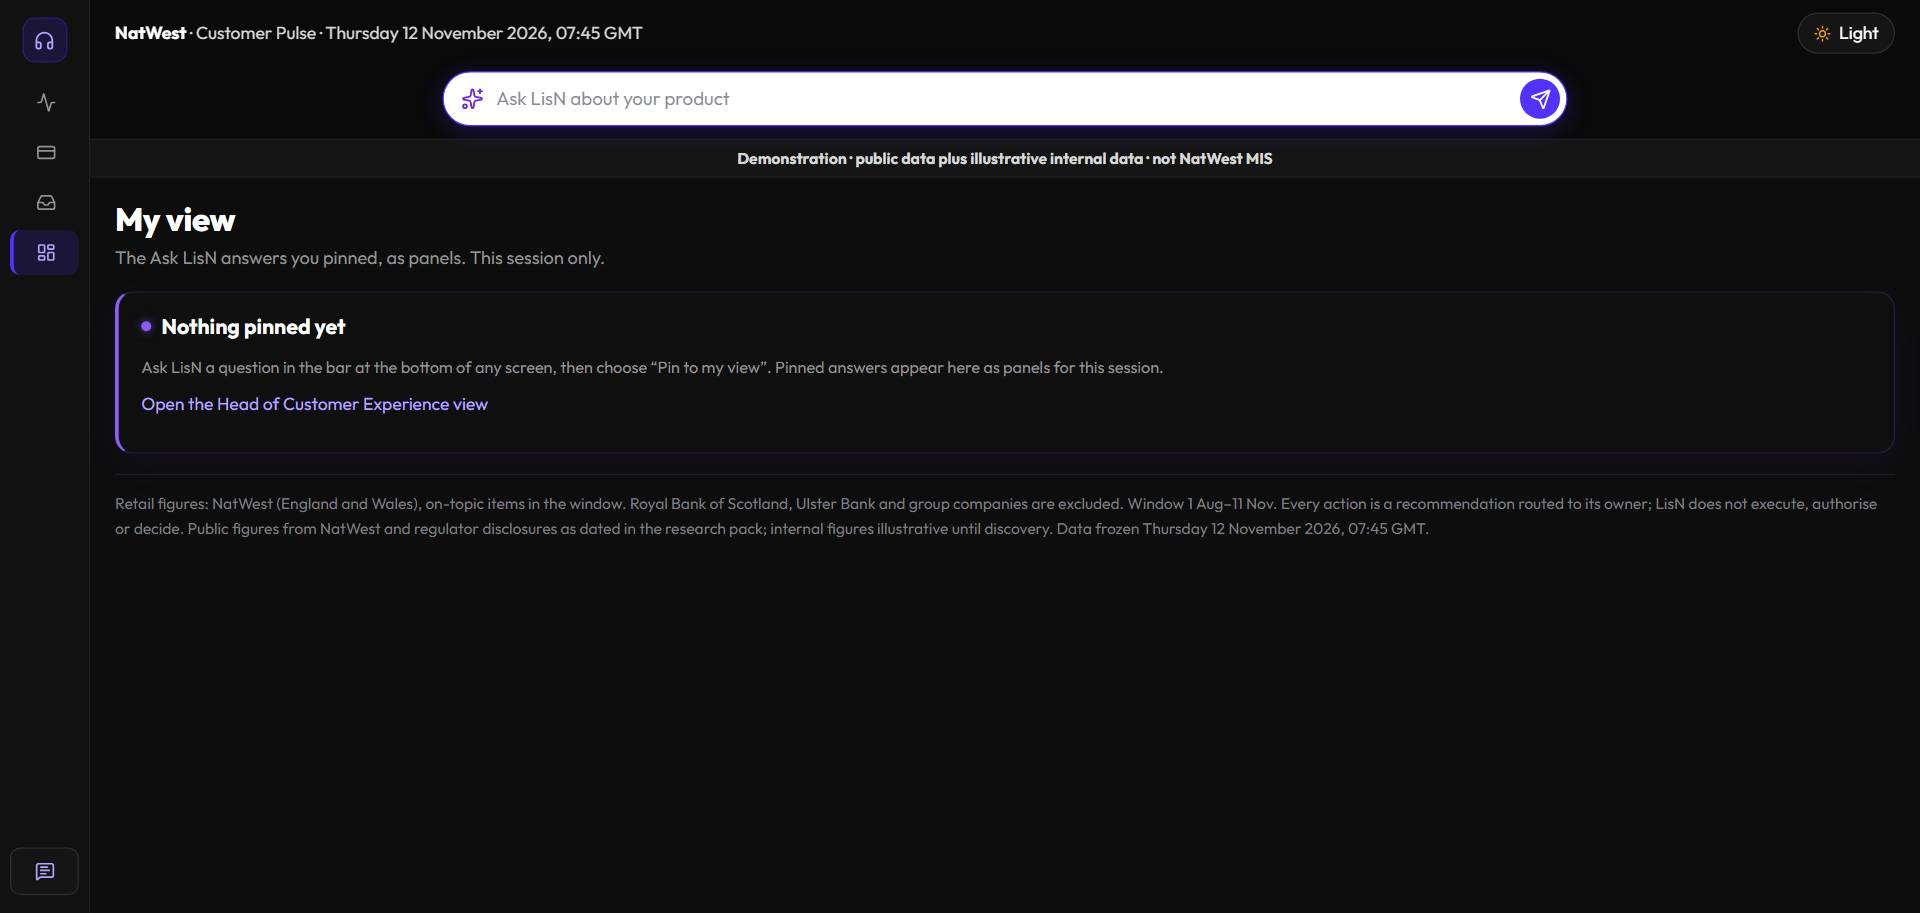 NatWest · Customer Pulse · Thursday 12 November 2026, 07:45 GMT
Light
Ask LisN about your product
Demonstration · public data plus illustrative internal data · not NatWest MIS
My view
The Ask LisN answers you pinned, as panels. This session only.
Nothing pinned yet
Ask LisN a question in the bar at the bottom of any screen, then choose “Pin to my view”. Pinned answers appear here as panels for this session.
Open the Head of Customer Experience view
Retail figures: NatWest (England and Wales), on-topic items in the window. Royal Bank of Scotland, Ulster Bank and group companies are excluded. Window 1 Aug–11 Nov. Every action is a recommendation routed to its owner; LisN does not execute, authorise
or decide. Public figures from NatWest and regulator disclosures as dated in the research pack; internal figures illustrative until discovery. Data frozen Thursday 12 November 2026, 07:45 GMT.